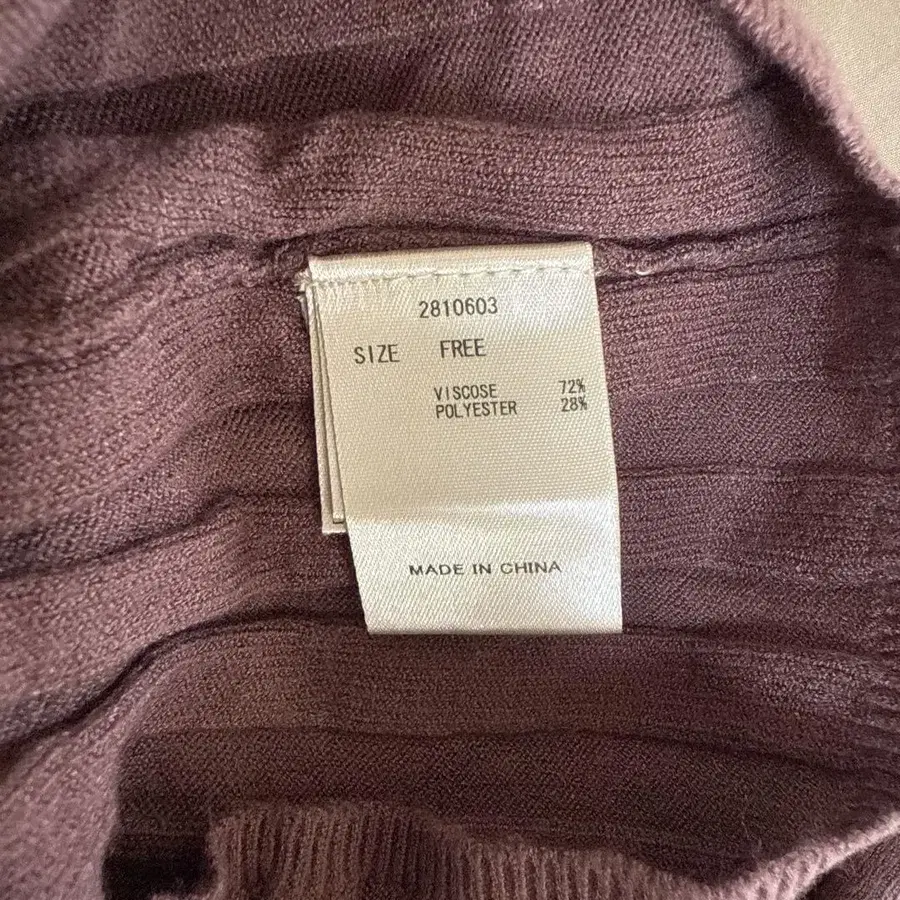 2810603
SIZE FREE
VISCOSE 72%
POLYESTER 28%
MADE IN CHINA